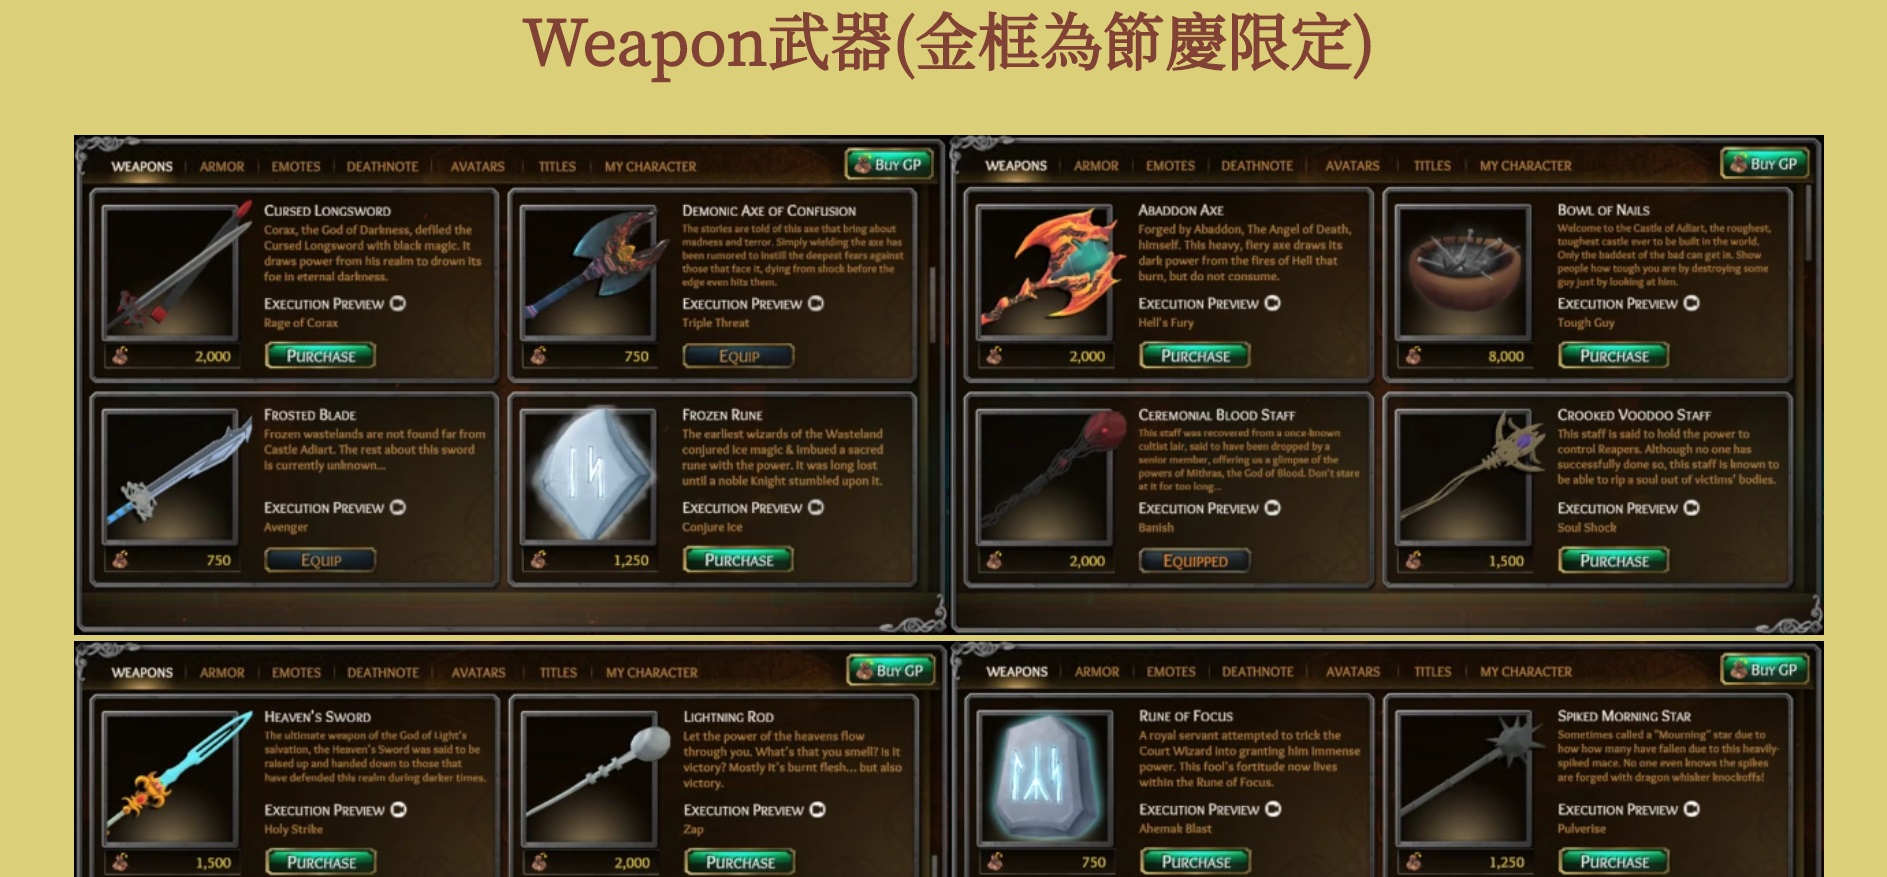 Weapon武器(金框為節慶限定)
WEAPONS ARMOR EMOTES DEATHNOTE AVATARS TITLES MY CHARACTER BUY GP
CURSED LONGSWORD
Corax, the God of Darkness, defiled the
Cursed Longsword with black magic. It
draws power from his realm to drown its
foe in eternal darkness.
EXECUTION PREVIEW
Rage of Corax
2,000 PURCHASE
DEMONIC AXE OF CONFUSION
The stories are told of this axe that bring about
madness and terror. Simply wielding the axe has
been rumored to instill the deepest fears against
those that face it, dying from shock before the
edge even hits them.
EXECUTION PREVIEW
Triple Threat
750 EQUIP
FROSTED BLADE
Frozen wastelands are not found far from
Castle Adiart. The rest about this sword
is currently unknown...
EXECUTION PREVIEW
Avenger
750 EQUIP
FROZEN RUNE
The earliest wizards of the Wasteland
conjured ice magic & imbued a sacred
rune with the power. It was long lost
until a noble Knight stumbled upon it.
EXECUTION PREVIEW
Conjure Ice
1,250 PURCHASE
WEAPONS ARMOR EMOTES DEATHNOTE AVATARS TITLES MY CHARACTER BUY GP
ABADDON AXE
Forged by Abaddon, The Angel of Death,
himself. This heavy, fiery axe draws its
dark power from the fires of Hell that
burn, but do not consume.
EXECUTION PREVIEW
Hell's Fury
2,000 PURCHASE
BOWL OF NAILS
Welcome to the Castle of Adiart, the roughest,
toughest castle ever to be built in the world.
Only the baddest of the bad can get in. Show
people how tough you are by destroying some
guy just by looking at him.
EXECUTION PREVIEW
Tough Guy
8,000 PURCHASE
CEREMONIAL BLOOD STAFF
This staff was recovered from a once-known
cultist lair, said to have been dropped by a
senior member, offering us a glimpse of the
powers of Mithras, the God of Blood. Don't stare
at it for too long...
EXECUTION PREVIEW
Banish
2,000 EQUIPPED
CROOKED VOODOO STAFF
This staff is said to hold the power to
control Reapers. Although no one has
successfully done so, this staff is known to
be able to rip a soul out of victims' bodies.
EXECUTION PREVIEW
Soul Shock
1,500 PURCHASE
WEAPONS ARMOR EMOTES DEATHNOTE AVATARS TITLES MY CHARACTER BUY GP
HEAVEN'S SWORD
The ultimate weapon of the God of Light's
salvation, the Heaven's Sword was said to be
raised up and handed down to those that
have defended this realm during darker times.
EXECUTION PREVIEW
Holy Strike
1,500 PURCHASE
LIGHTNING ROD
Let the power of the heavens flow
through you. What's that you smell? Is it
victory? Mostly it's burnt flesh... but also
victory.
EXECUTION PREVIEW
Zap
2,000 PURCHASE
WEAPONS ARMOR EMOTES DEATHNOTE AVATARS TITLES MY CHARACTER BUY GP
RUNE OF FOCUS
A royal servant attempted to trick the
Court Wizard into granting him immense
power. This fool's fortitude now lives
within the Rune of Focus.
EXECUTION PREVIEW
Ahemak Blast
750 PURCHASE
SPIKED MORNING STAR
Sometimes called a "Mourning" star due to
how how many have fallen due to this heavily-
spiked mace. No one even knows the spikes
are forged with dragon whisker knockoffs!
EXECUTION PREVIEW
Pulverise
1,250 PURCHASE